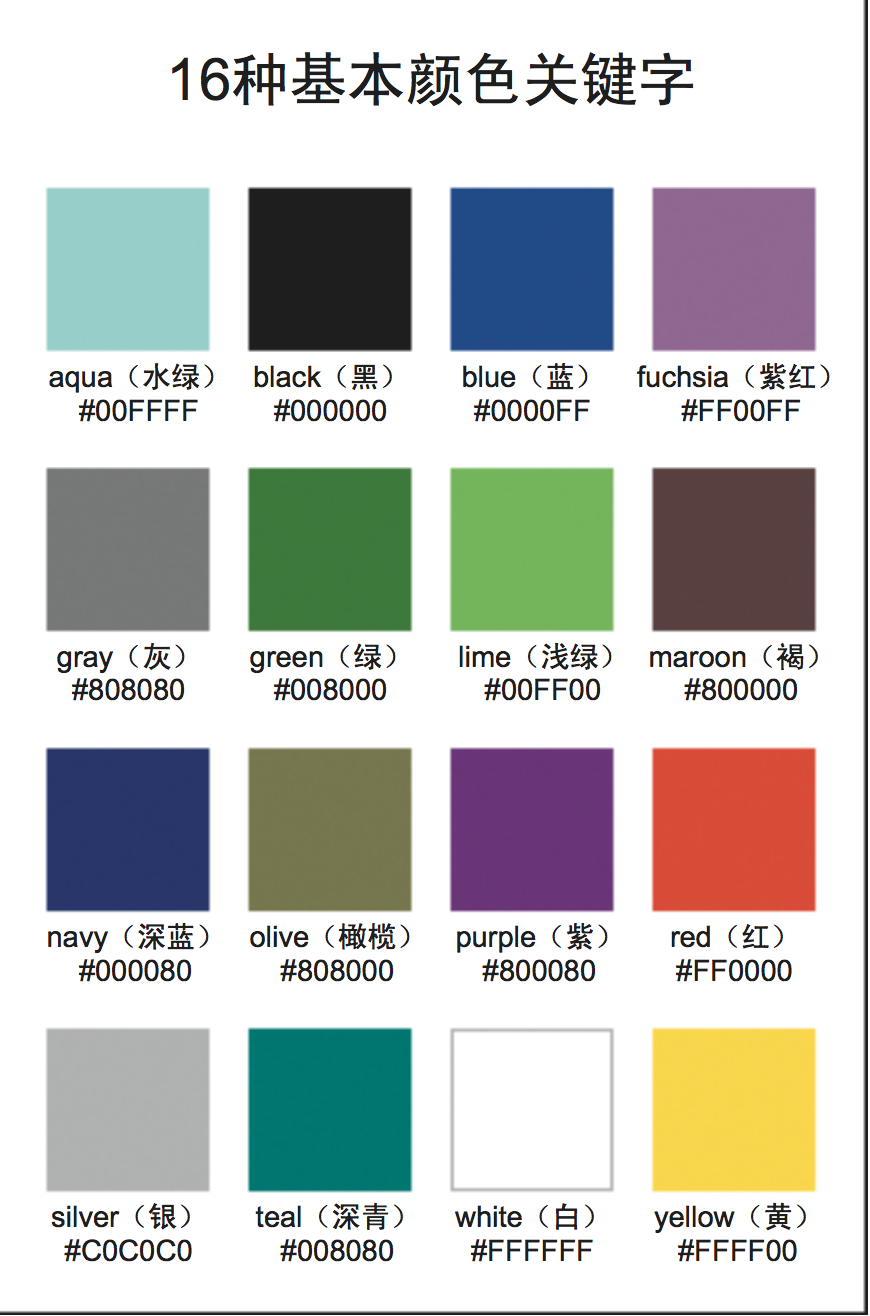 16种基本颜色关键字
aqua（水绿）
#00FFFF
black（黑）
#000000
blue（蓝）
#0000FF
fuchsia（紫红）
#FF00FF
gray（灰）
#808080
green（绿）
#008000
lime（浅绿）
#00FF00
maroon（褐）
#800000
navy（深蓝）
#000080
olive（橄榄）
#808000
purple（紫）
#800080
red（红）
#FF0000
silver（银）
#C0C0C0
teal（深青）
#008080
white（白）
#FFFFFF
yellow（黄）
#FFFF00